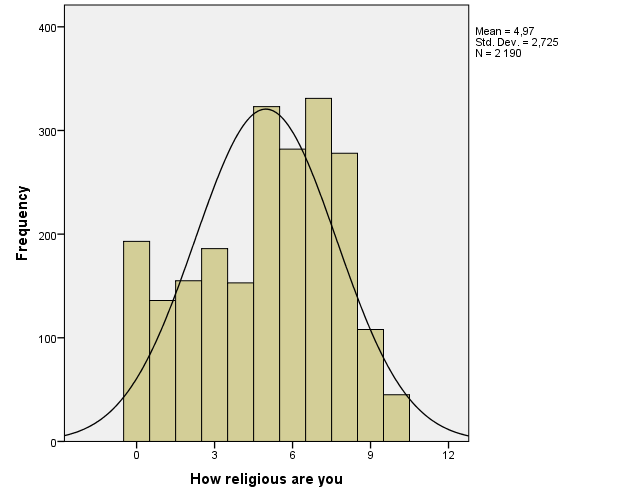 Mean = 4,97
Std. Dev. = 2,725
N = 2 190
400
300
200
100
0
Frequency
0 3 6 9 12
How religious are you